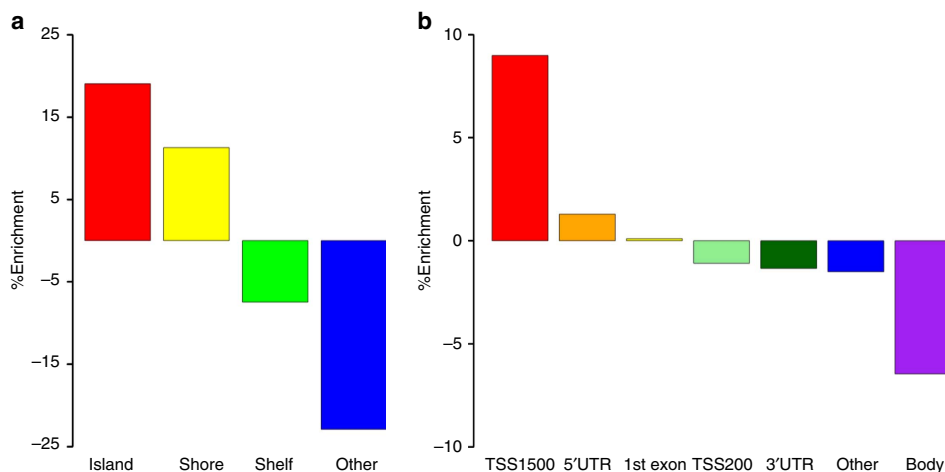 a
25
15
5
–5
–15
–25
%Enrichment
Island Shore Shelf Other
b
10
5
0
–5
–10
%Enrichment
TSS1500 5′UTR 1st exon TSS200 3′UTR Other Body